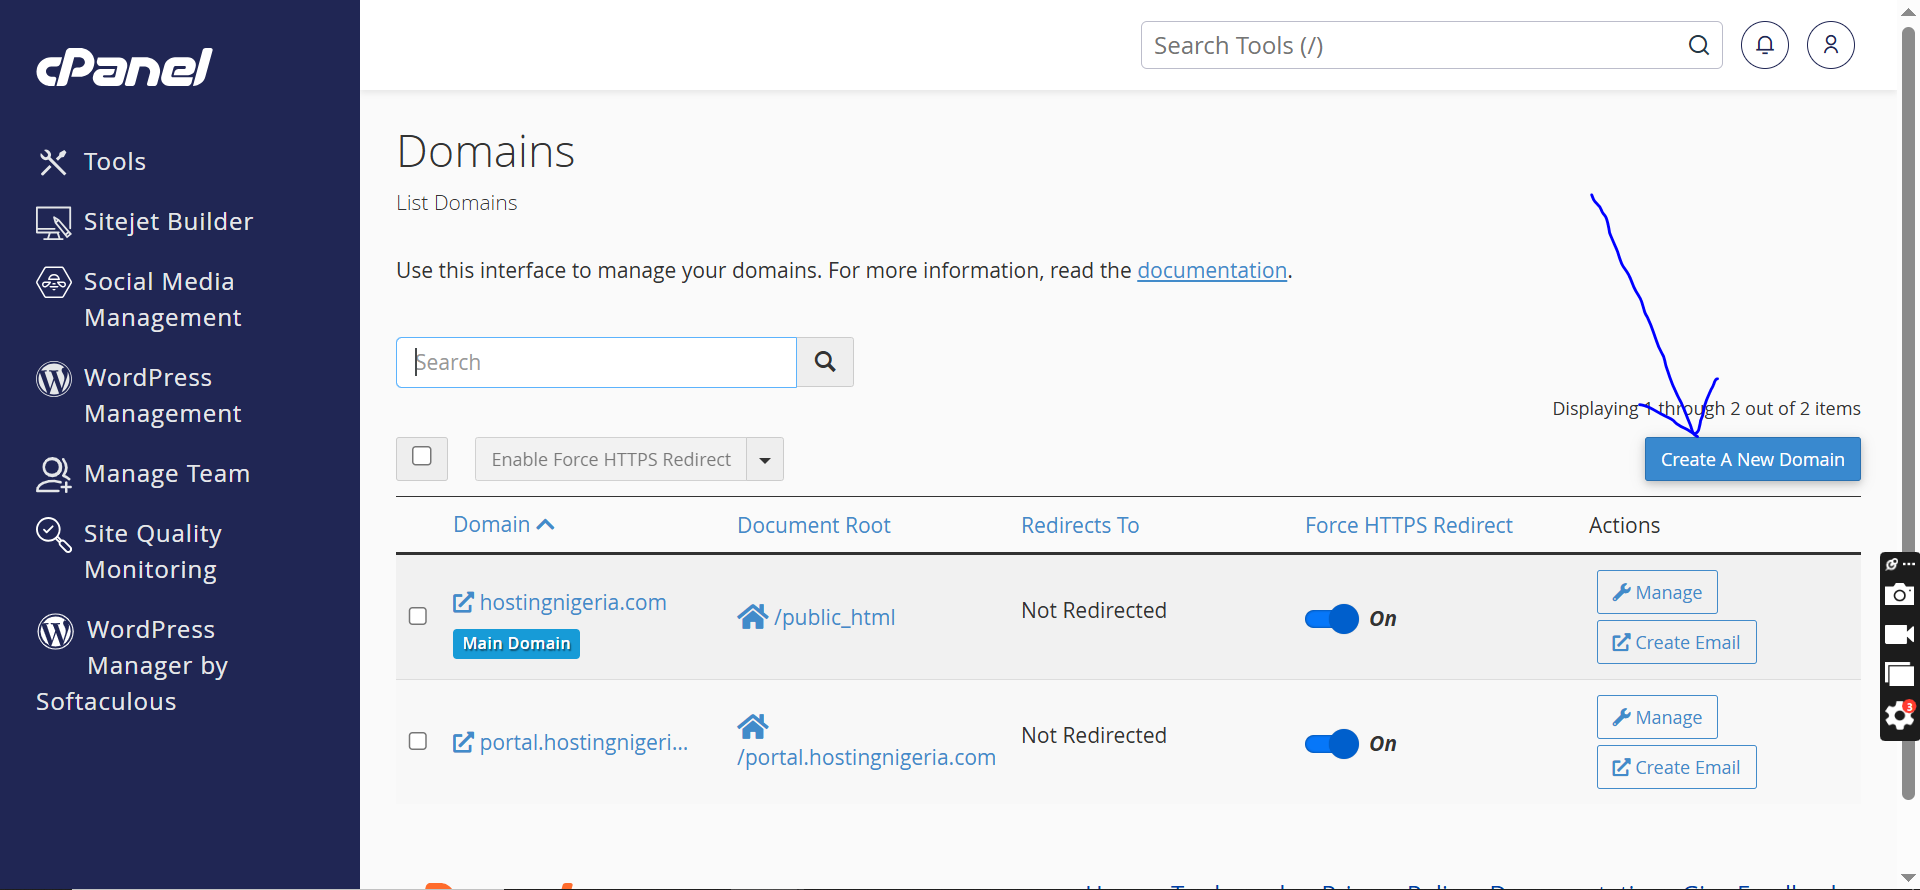 cPanel
Search Tools (/)
Tools
Sitejet Builder
Social Media
Management
WordPress
Management
Manage Team
Site Quality
Monitoring
WordPress
Manager by
Softaculous
Domains
List Domains
Use this interface to manage your domains. For more information, read the documentation.
Search
Displaying 1 through 2 out of 2 items
Enable Force HTTPS Redirect
Create A New Domain
Domain Document Root Redirects To Force HTTPS Redirect Actions
hostingnigeria.com
Main Domain
/public_html
Not Redirected
On
Manage
Create Email
portal.hostingnigeri...
/portal.hostingnigeria.com
Not Redirected
On
Manage
Create Email
3